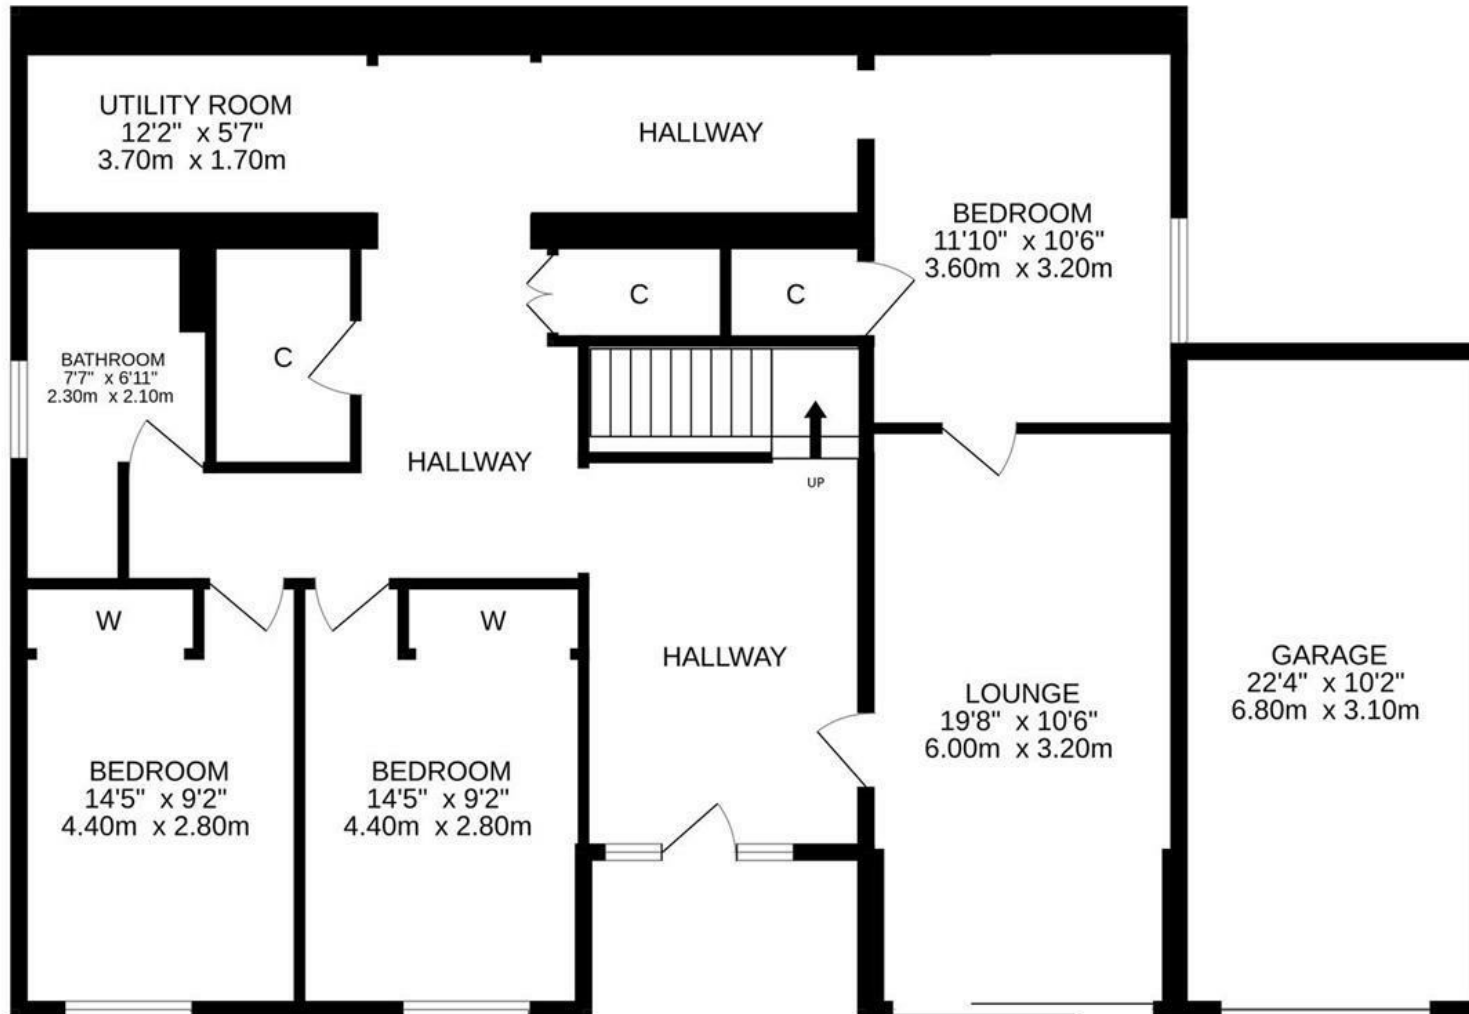 UTILITY ROOM
12'2" x 5'7"
3.70m x 1.70m
HALLWAY
BEDROOM
11'10" x 10'6"
3.60m x 3.20m
C
C
C
BATHROOM
7'7" x 6'11"
2.30m x 2.10m
HALLWAY
UP
W
W
HALLWAY
LOUNGE
19'8" x 10'6"
6.00m x 3.20m
GARAGE
22'4" x 10'2"
6.80m x 3.10m
BEDROOM
14'5" x 9'2"
4.40m x 2.80m
BEDROOM
14'5" x 9'2"
4.40m x 2.80m